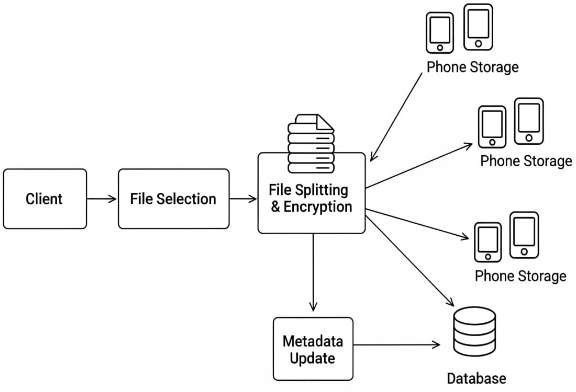 Phone Storage
Phone Storage
Client
File Selection
File Splitting
& Encryption
Phone Storage
Metadata
Update
Database